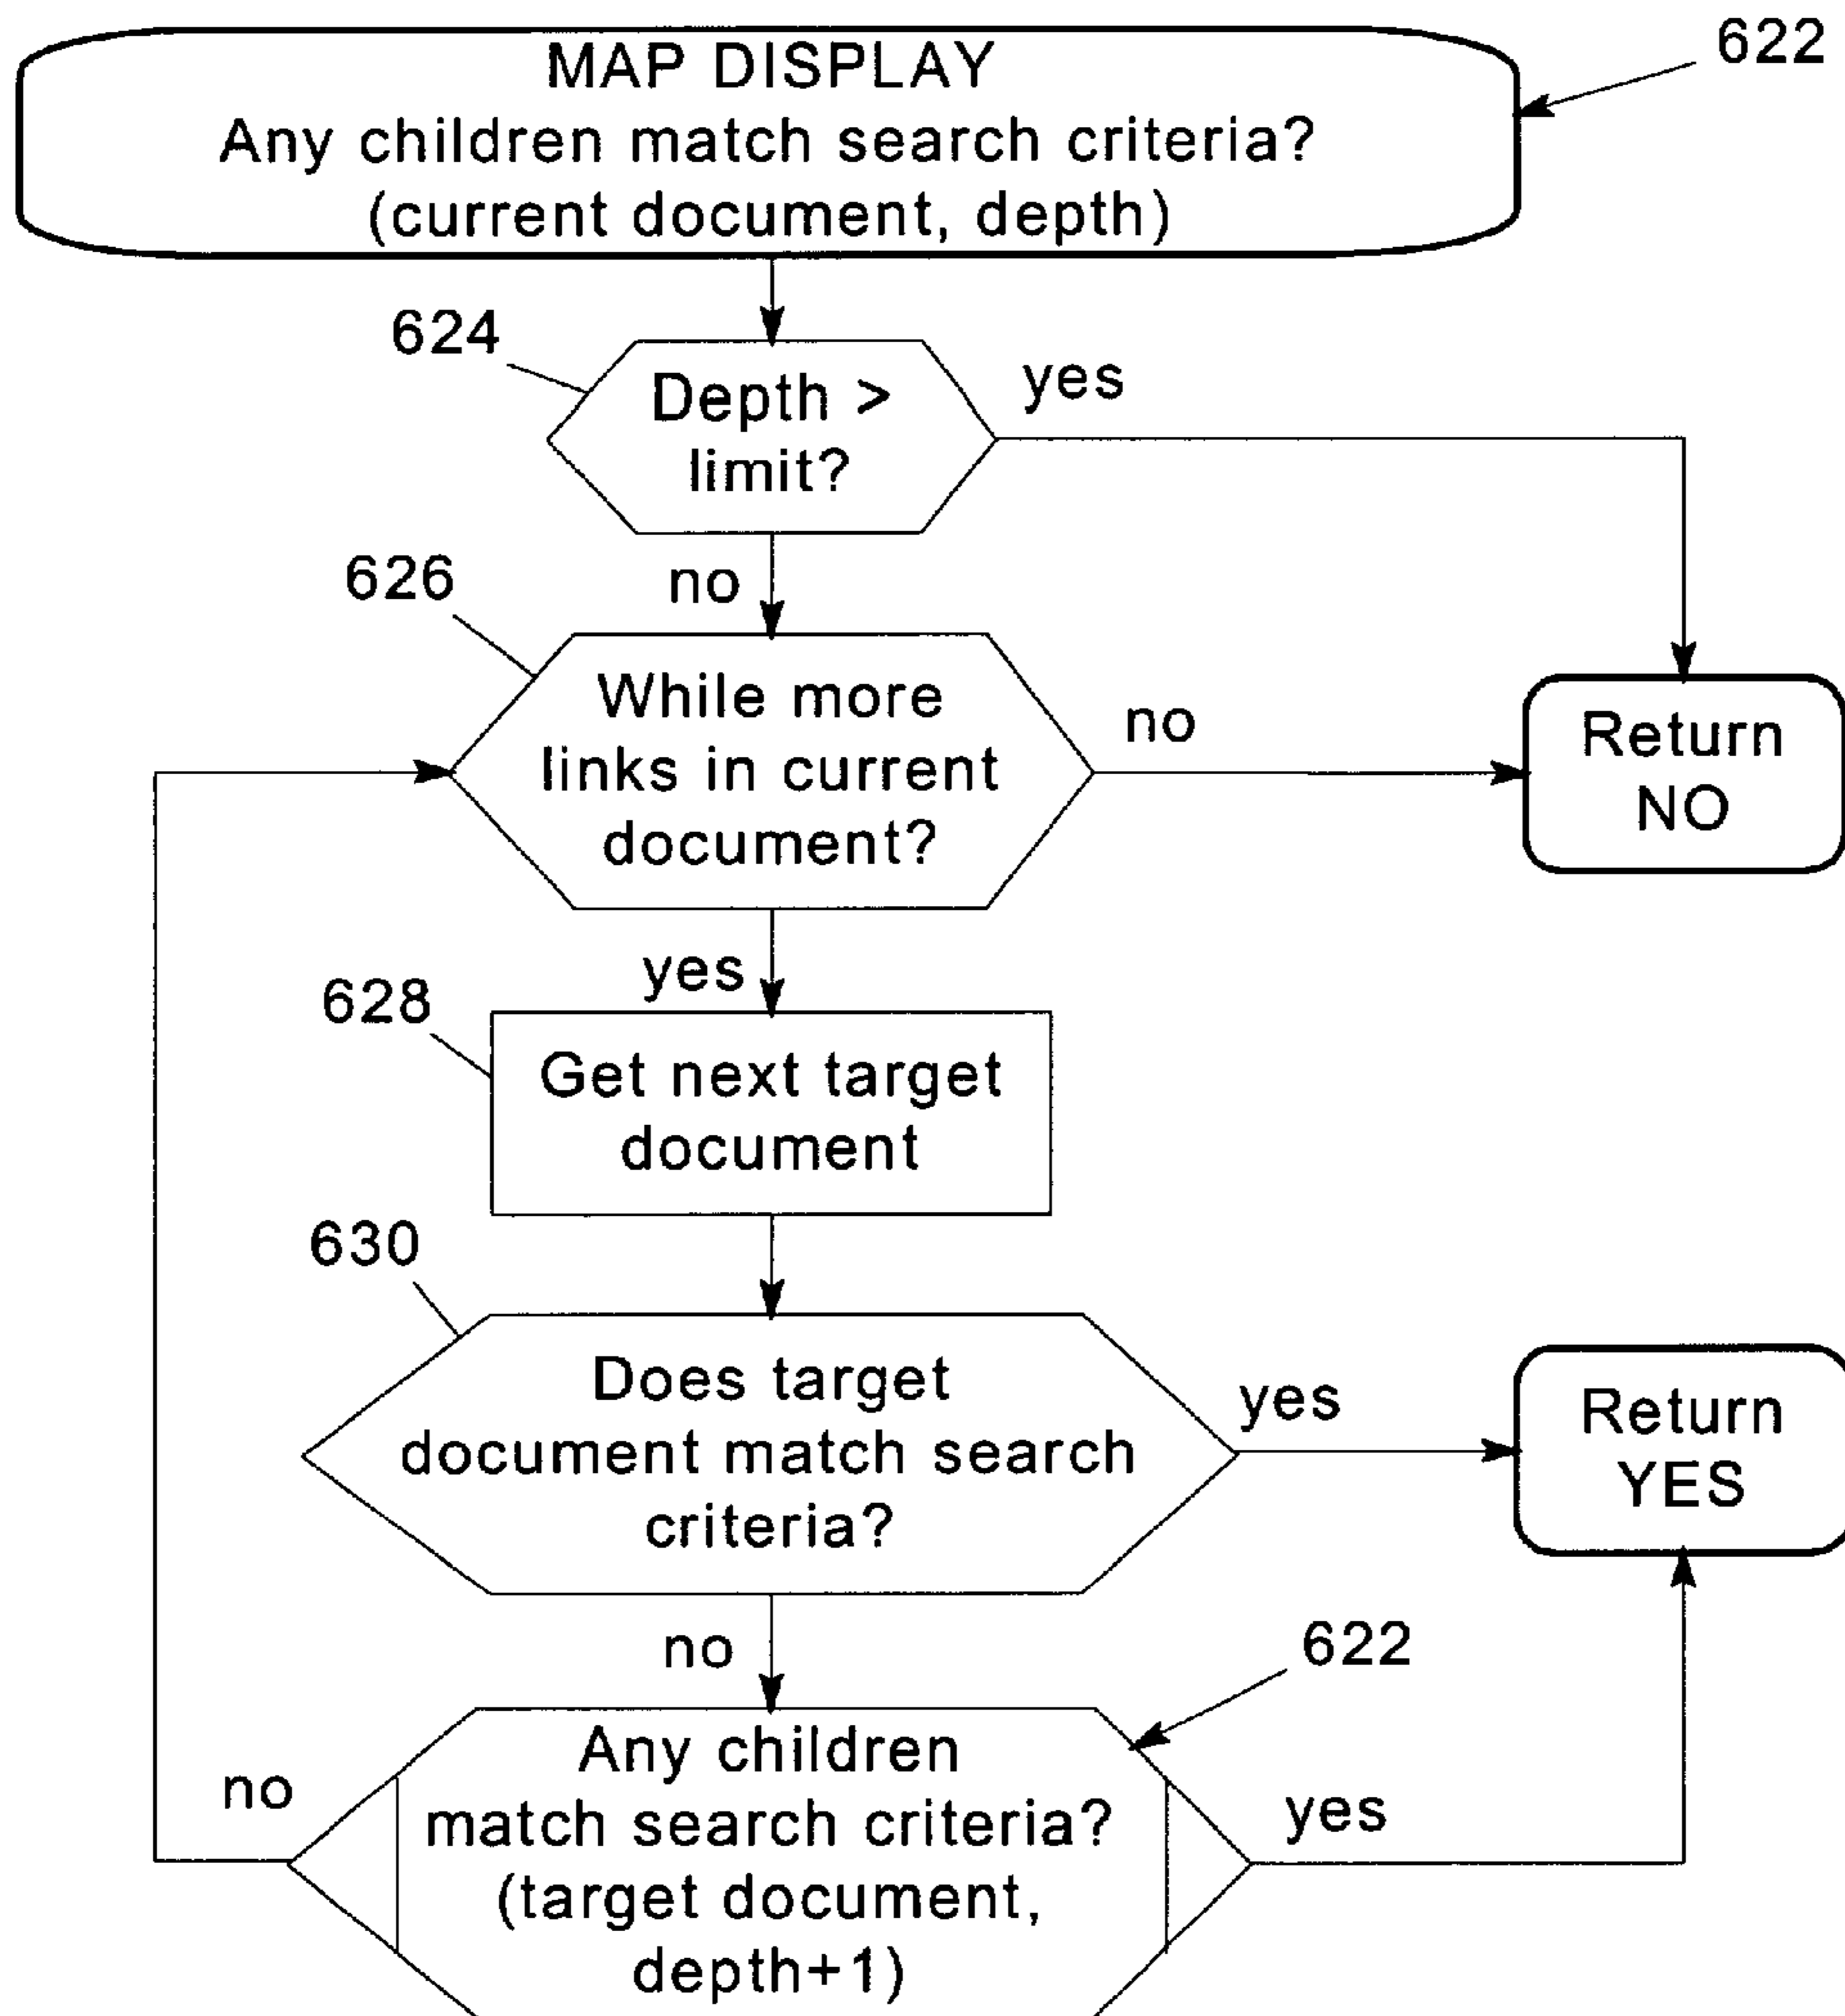 MAP DISPLAY
Any children match search criteria?
(current document, depth)
622
624
Depth >
limit?
yes
no
626
While more
links in current
document?
no
Return
NO
yes
628
Get next target
document
630
Does target
document match search
criteria?
yes
Return
YES
no
622
Any children
match search criteria?
(target document,
depth+1)
no
yes